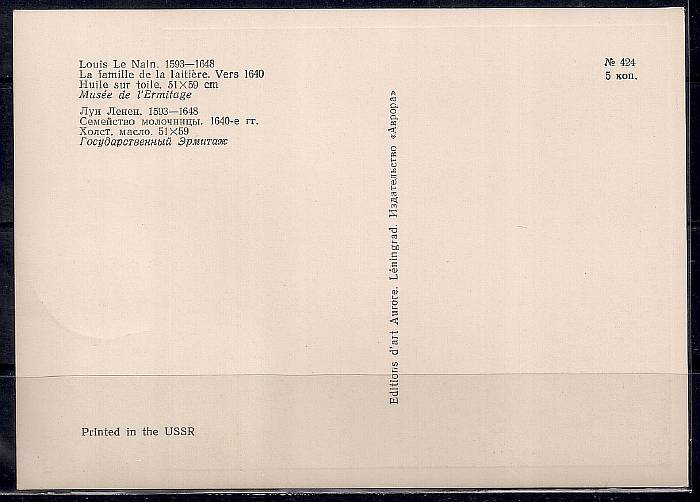 Louis Le Nain. 1593—1648
La famille de la laitière. Vers 1640
Huile sur toile. 51×59 cm
Musée de l'Ermitage
Луи Ленен. 1593—1648
Семейство молочницы. 1640-е гг.
Холст, масло. 51×59
Государственный Эрмитаж
№ 424
5 коп.
Editions d'art Aurore. Léningrad. Издательство «Аврора»
Printed in the USSR